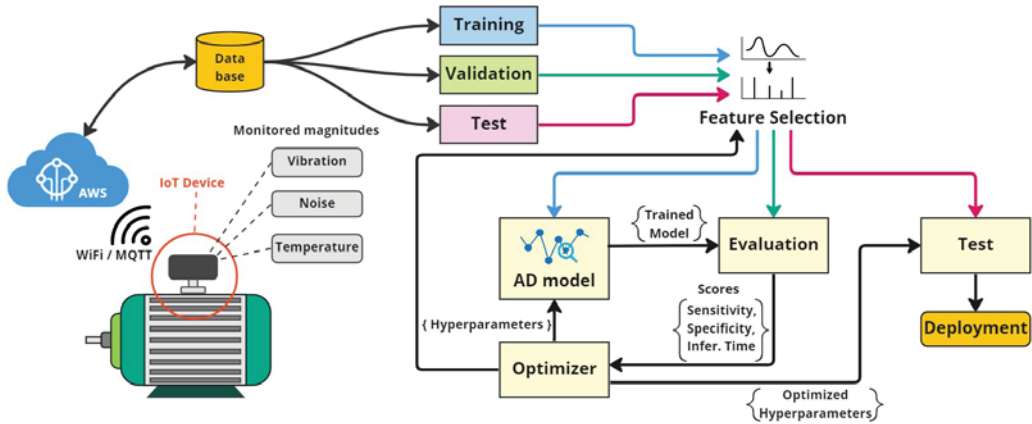 Training
Data
base
Validation
Test
Feature Selection
Monitored magnitudes
Vibration
IoT Device
AWS
Noise
WiFi / MQTT
Temperature
{Trained
Model}
AD model
Evaluation
Test
Scores
{Sensitivity,
Specificity,
Infer. Time}
{ Hyperparameters }
Deployment
Optimizer
{Optimized
Hyperparameters}